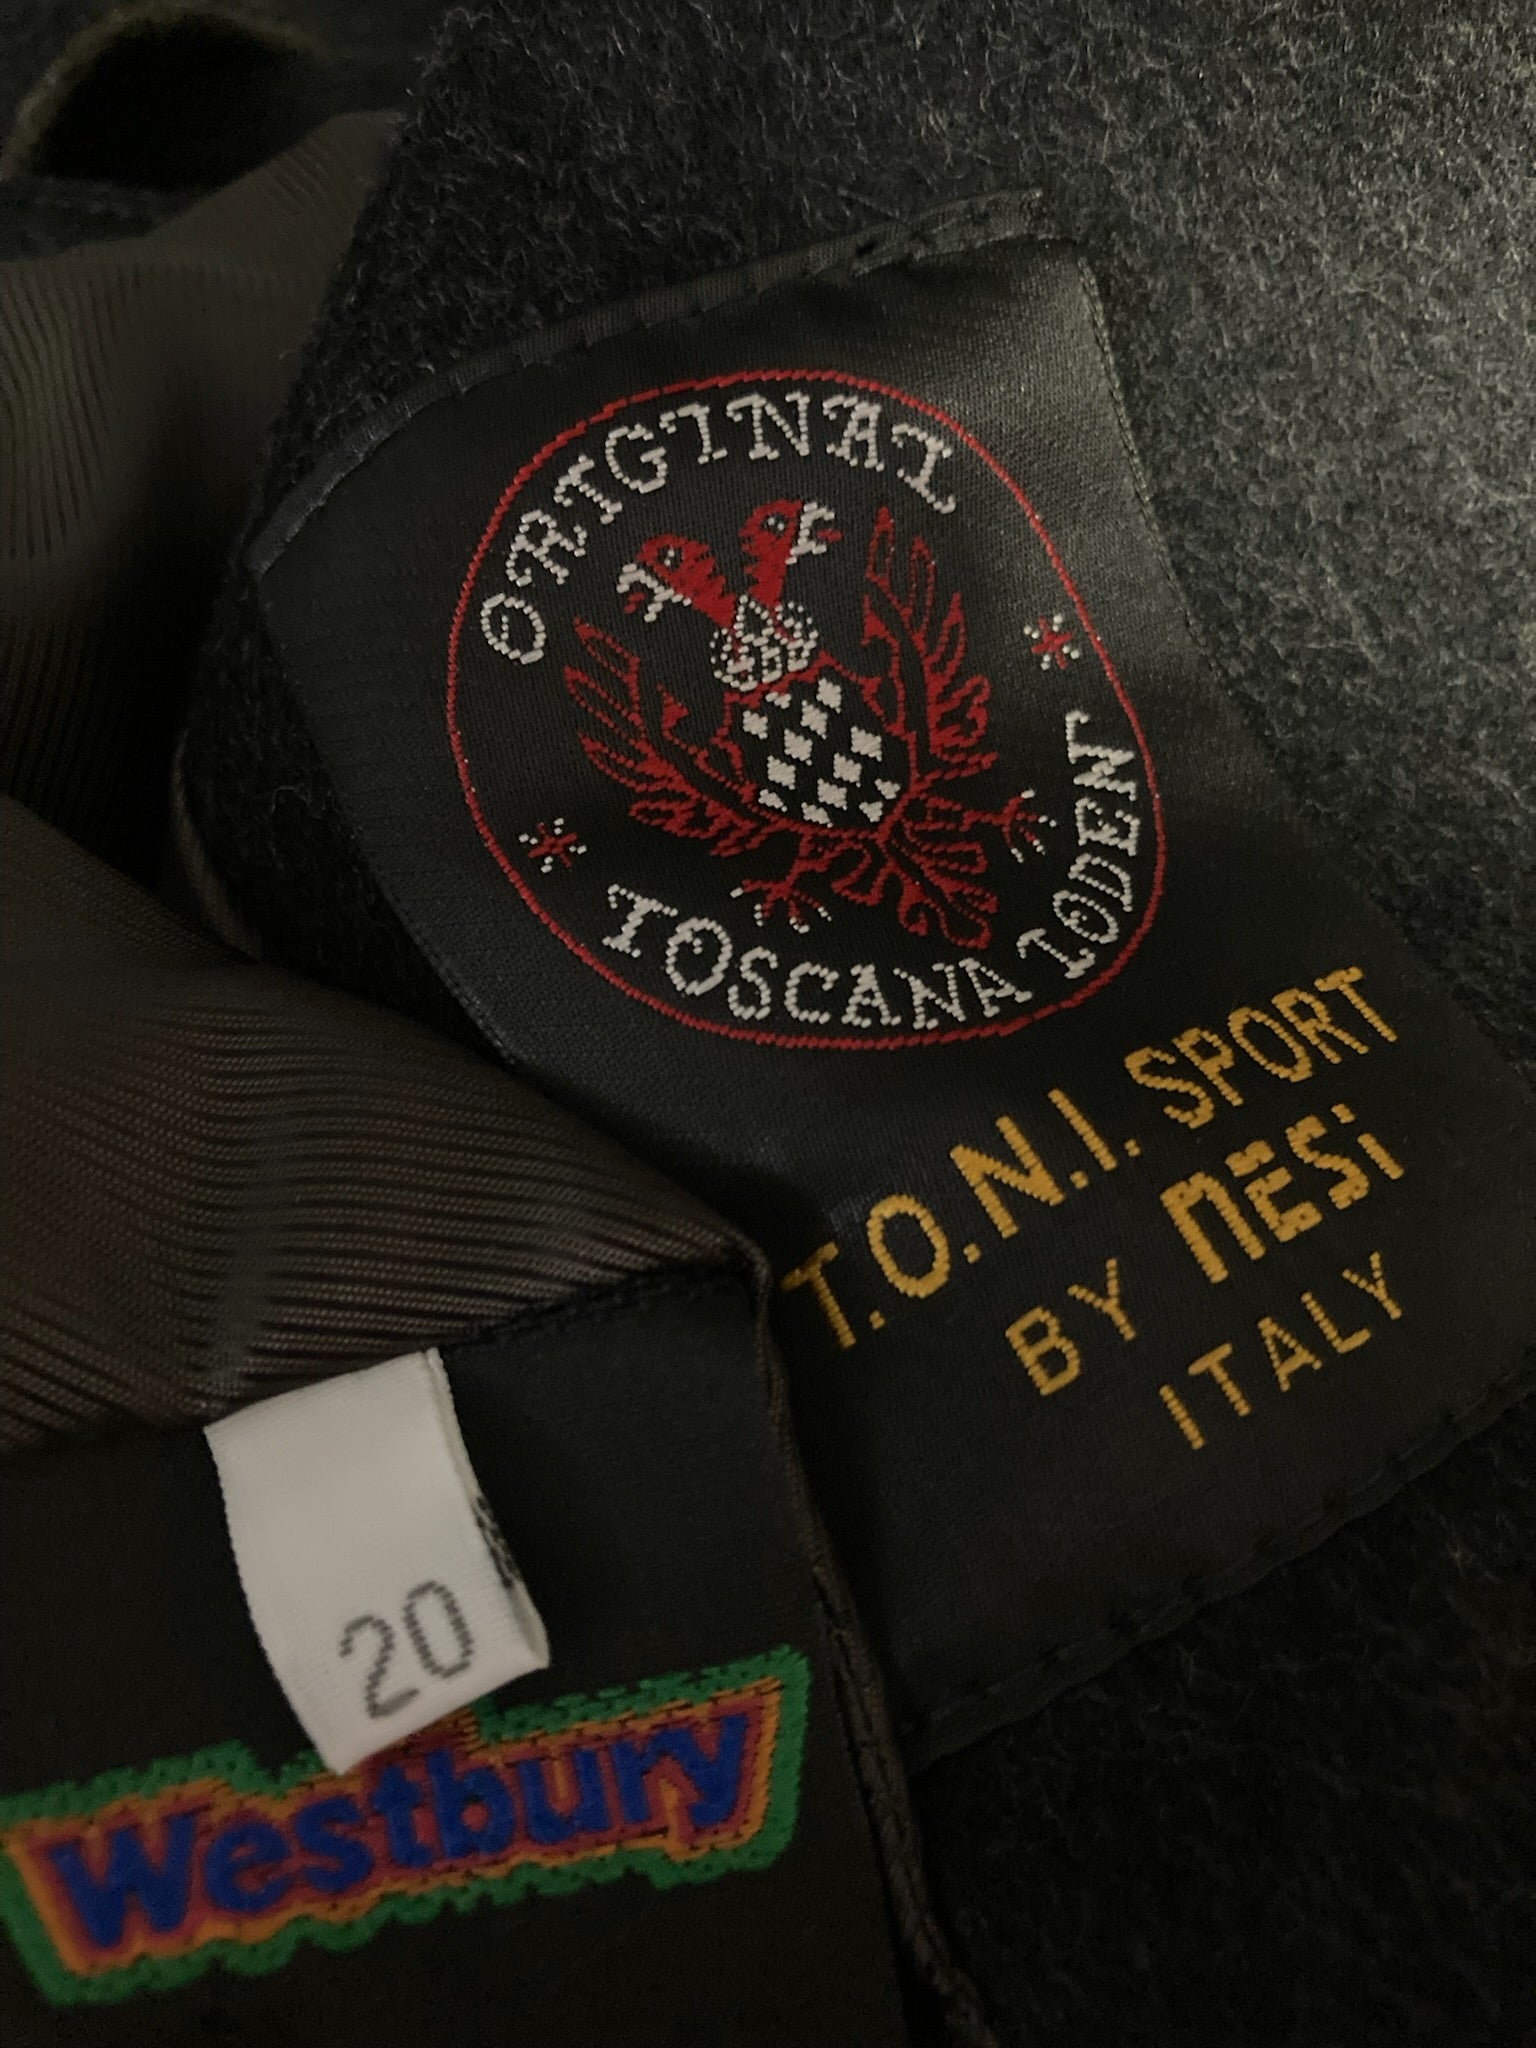 ORIGINAL
TOSCANA LODEN
T.O.N.I. SPORT
BY NESi
ITALY
20
Westbury